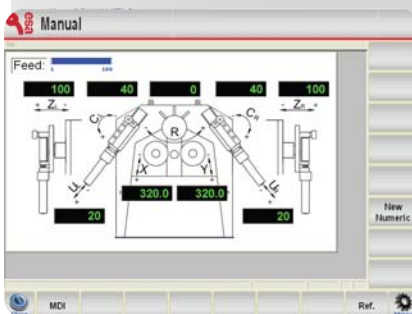 esa Manual
Feed:
1 100
100 40 0 40 100
+ Z -
C
R
C R
- Z R +
X
Y
U
U
320.0 320.0
20
20
New
Numeric
MDI
Ref.